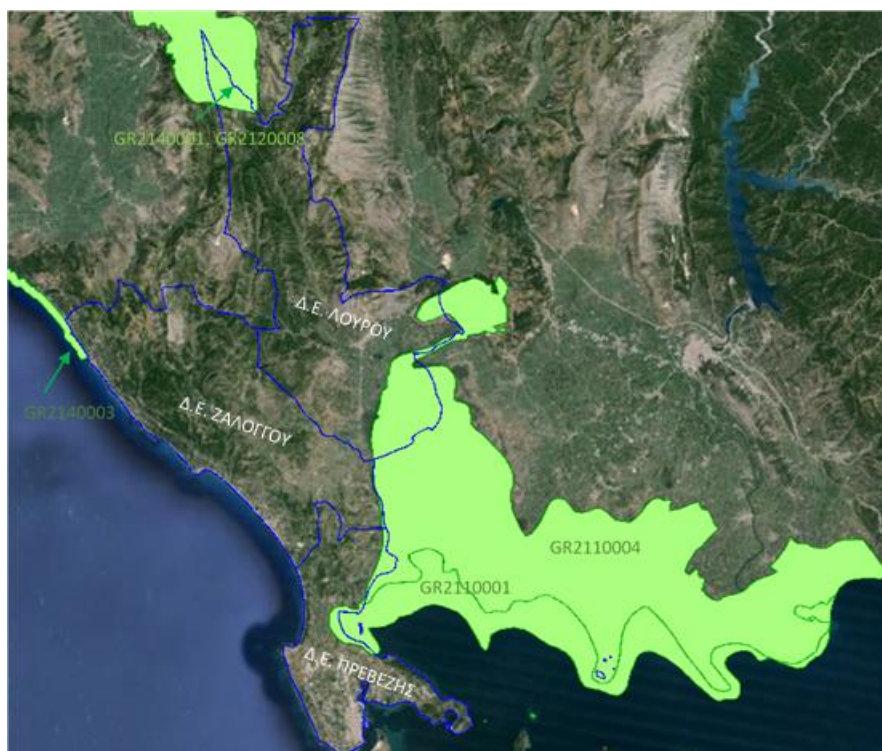 GR2140001, GR2120008
Δ.Ε. ΛΟΥΡΟΥ
GR2140003
Δ.Ε. ΖΑΛΟΓΓΟΥ
GR2110004
GR2110001
Δ.Ε. ΠΡΕΒΕΖΗΣ